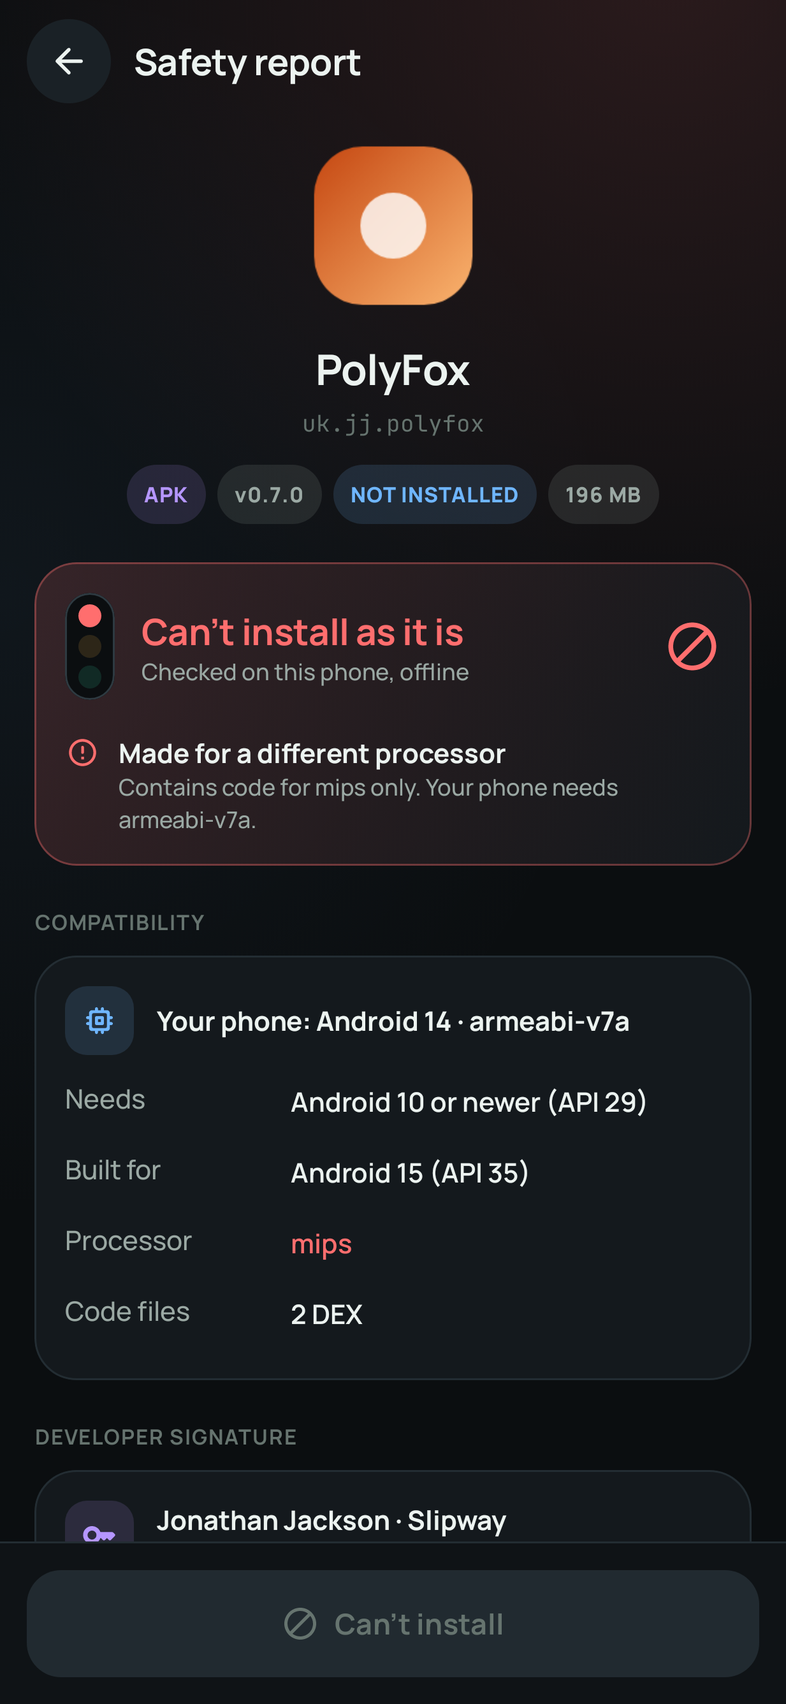 Safety report
PolyFox
uk.jj.polyfox
APK v0.7.0 NOT INSTALLED 196 MB
Can't install as it is
Checked on this phone, offline
Made for a different processor
Contains code for mips only. Your phone needs
armeabi-v7a.
COMPATIBILITY
Your phone: Android 14 · armeabi-v7a
Needs Android 10 or newer (API 29)
Built for Android 15 (API 35)
Processor mips
Code files 2 DEX
DEVELOPER SIGNATURE
Jonathan Jackson · Slipway
Can't install